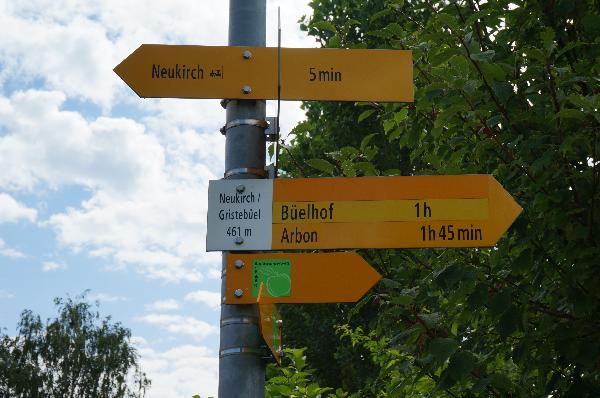 Neukirch 5 min
Neukirch /
Gristebüel
461 m
Büelhof 1h
Arbon 1h 45 min